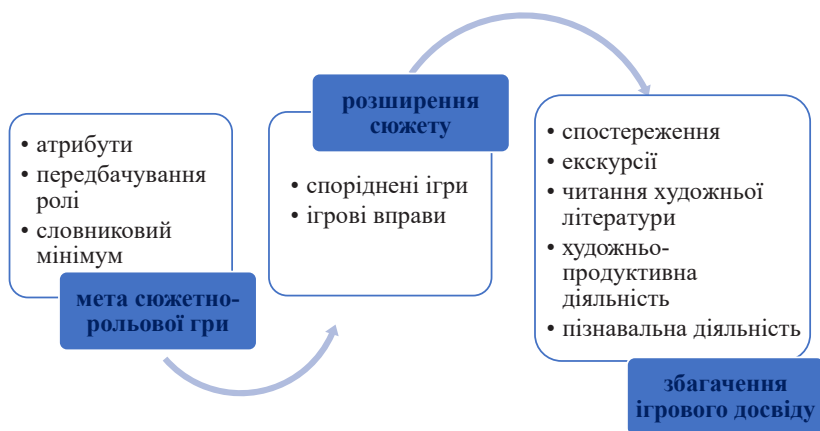 • атрибути
• передбачування
ролі
• словниковий
мінімум
мета сюжетно-
рольової гри
розширення
сюжету
• споріднені ігри
• ігрові вправи
• спостереження
• екскурсії
• читання художньої
літератури
• художньо-
продуктивна
діяльність
• пізнавальна діяльність
збагачення
ігрового досвіду